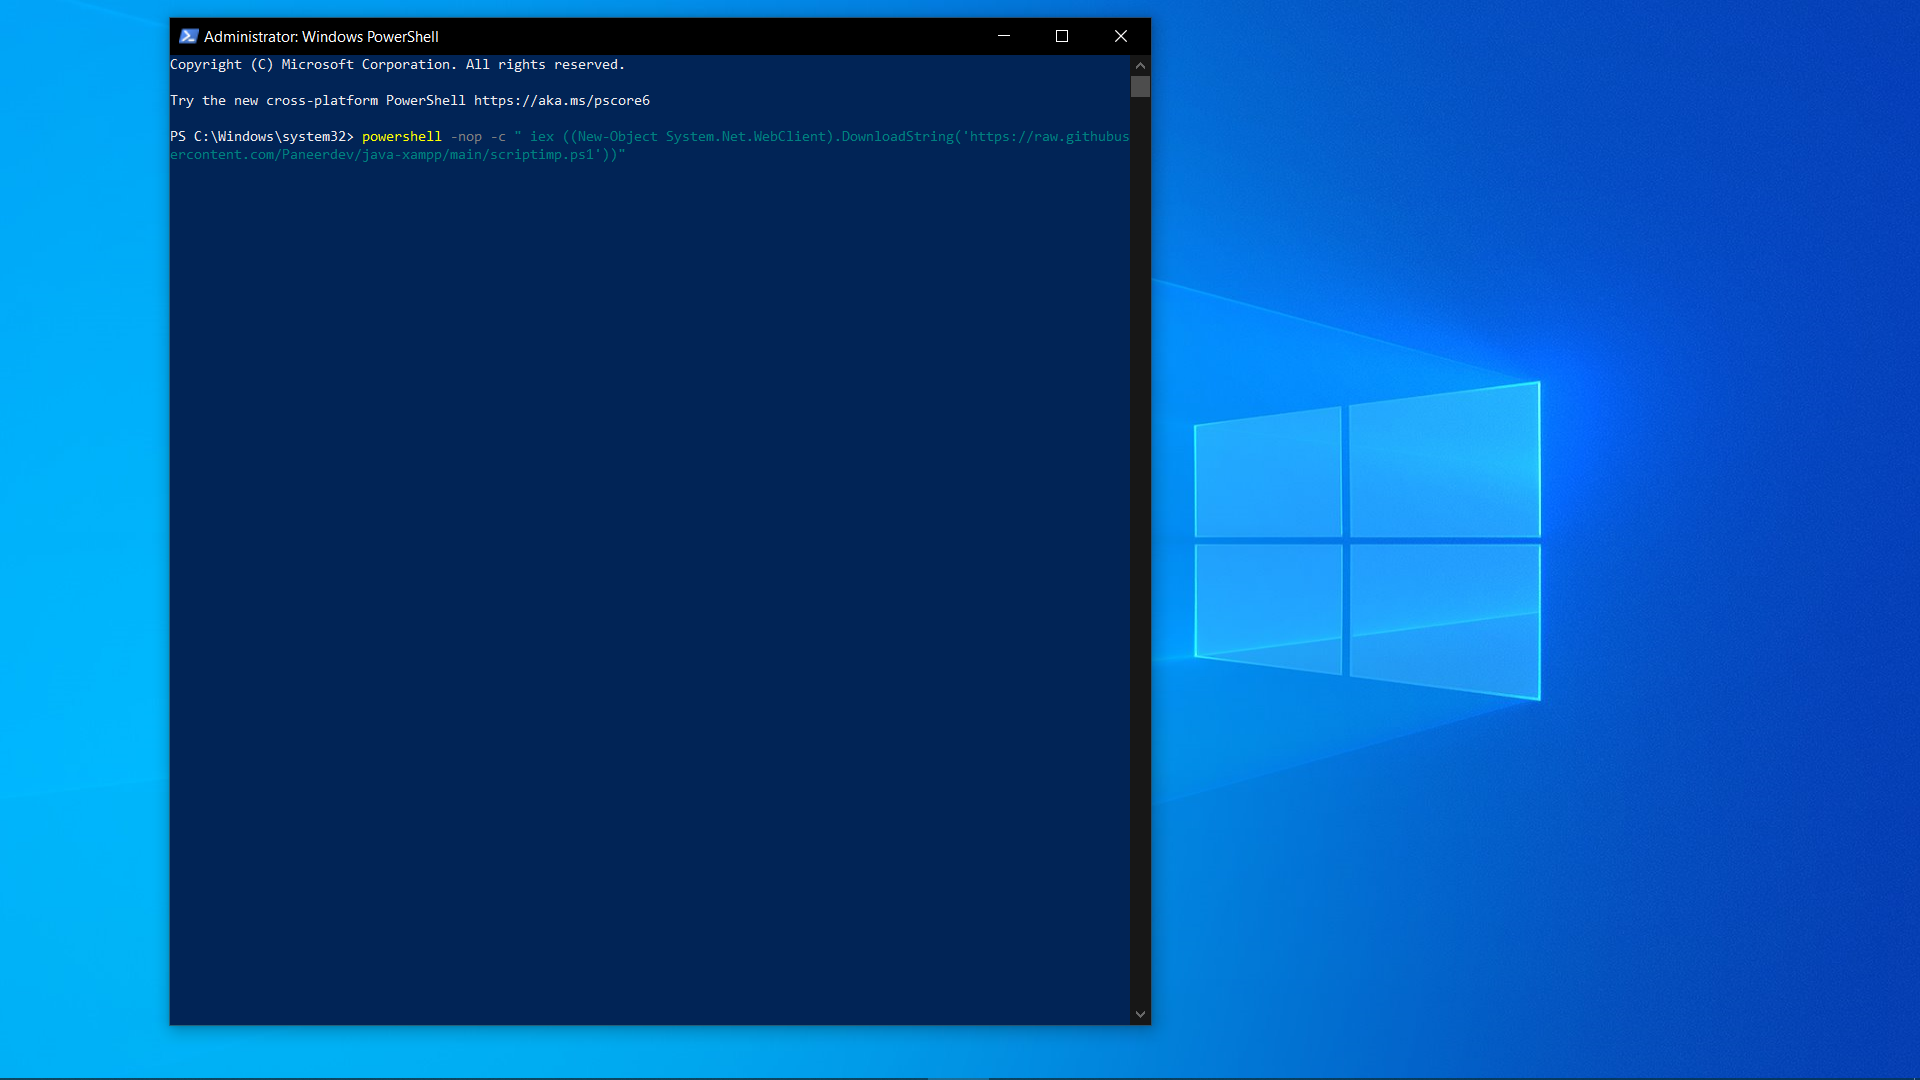 Administrator: Windows PowerShell
Copyright (C) Microsoft Corporation. All rights reserved.
Try the new cross-platform PowerShell https://aka.ms/pscore6
PS C:\Windows\system32> powershell -nop -c " iex ((New-Object System.Net.WebClient).DownloadString('https://raw.githubus
ercontent.com/Paneerdev/java-xampp/main/scriptimp.ps1'))"